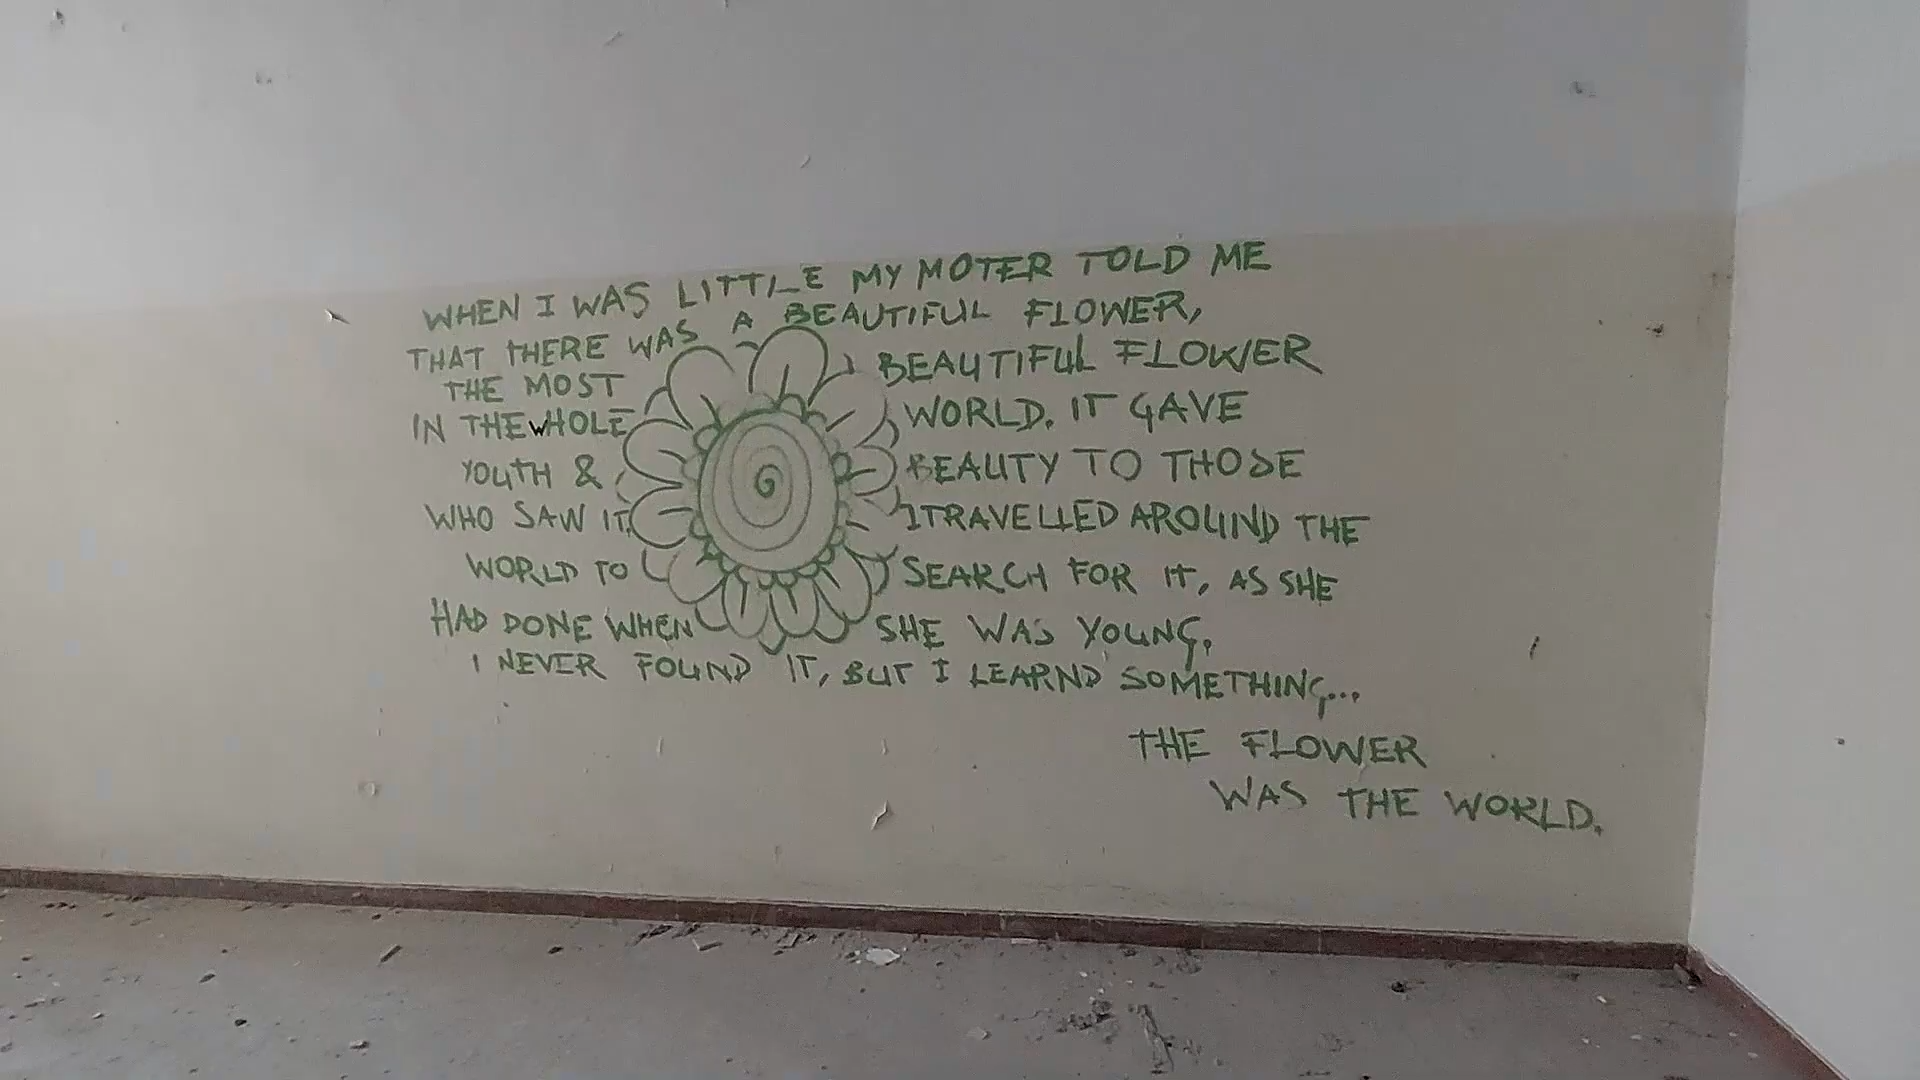 WHEN I WAS LITTLE MY MOTER TOLD ME
THAT THERE WAS A BEAUTIFUL FLOWER,
THE MOST BEAUTIFUL FLOWER
IN THE WHOLE WORLD. IT GAVE
YOUTH & BEAUTY TO THOSE
WHO SAW IT. I TRAVELLED AROUND THE
WORLD TO SEARCH FOR IT, AS SHE
HAD DONE WHEN SHE WAS YOUNG.
I NEVER FOUND IT, BUT I LEARND SOMETHING...
THE FLOWER
WAS THE WORLD.